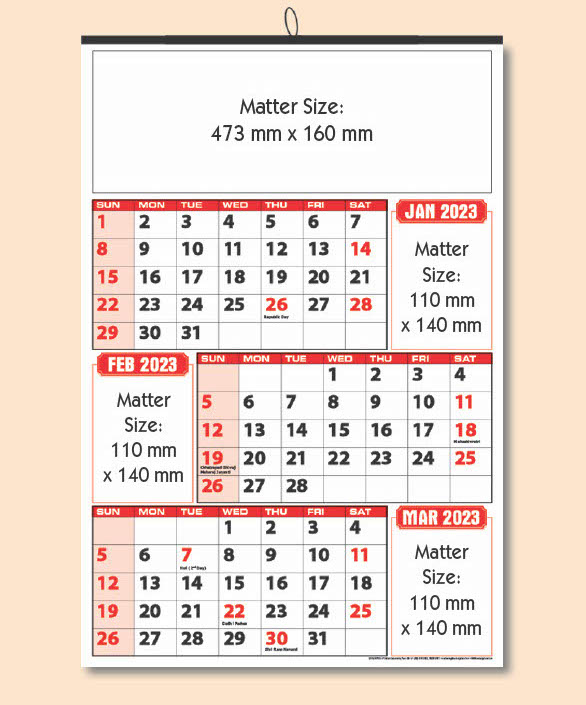 Matter Size:
473 mm x 160 mm
SUN MON TUE WED THU FRI SAT
1 2 3 4 5 6 7
8 9 10 11 12 13 14
15 16 17 18 19 20 21
22 23 24 25 26 27 28
Republic Day
29 30 31
JAN 2023
Matter
Size:
110 mm
x 140 mm
FEB 2023
Matter
Size:
110 mm
x 140 mm
SUN MON TUE WED THU FRI SAT
1 2 3 4
5 6 7 8 9 10 11
12 13 14 15 16 17 18
Mahashivratri
19 20 21 22 23 24 25
26 27 28
SUN MON TUE WED THU FRI SAT
1 2 3 4
5 6 7 8 9 10 11
Holi (2nd Day)
12 13 14 15 16 17 18
19 20 21 22 23 24 25
Gudhi Padwa
26 27 28 29 30 31
Shri Ram Navami
MAR 2023
Matter
Size:
110 mm
x 140 mm